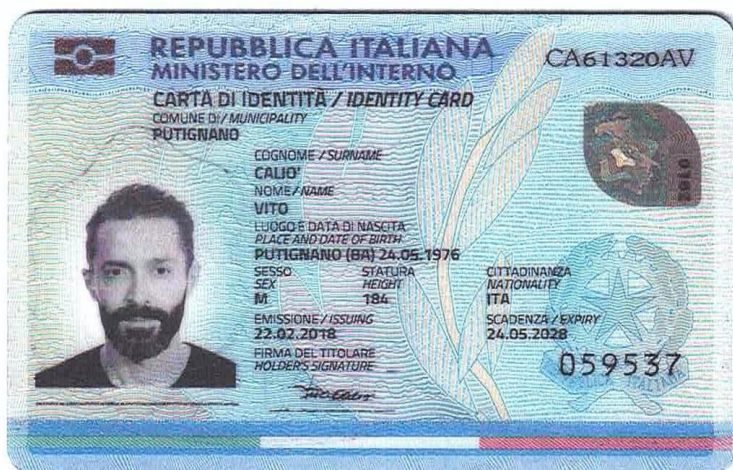 REPUBBLICA ITALIANA
MINISTERO DELL'INTERNO
CA61320AV
CARTA DI IDENTITÀ / IDENTITY CARD
COMUNE DI / MUNICIPALITY
PUTIGNANO
COGNOME / SURNAME
CALIO'
NOME / NAME
VITO
LUOGO E DATA DI NASCITA
PLACE AND DATE OF BIRTH
PUTIGNANO (BA) 24.05.1976
SESSO STATURA CITTADINANZA
SEX HEIGHT NATIONALITY
M 184 ITA
EMISSIONE / ISSUING SCADENZA / EXPIRY
22.02.2018 24.05.2028
FIRMA DEL TITOLARE
HOLDER'S SIGNATURE
059537